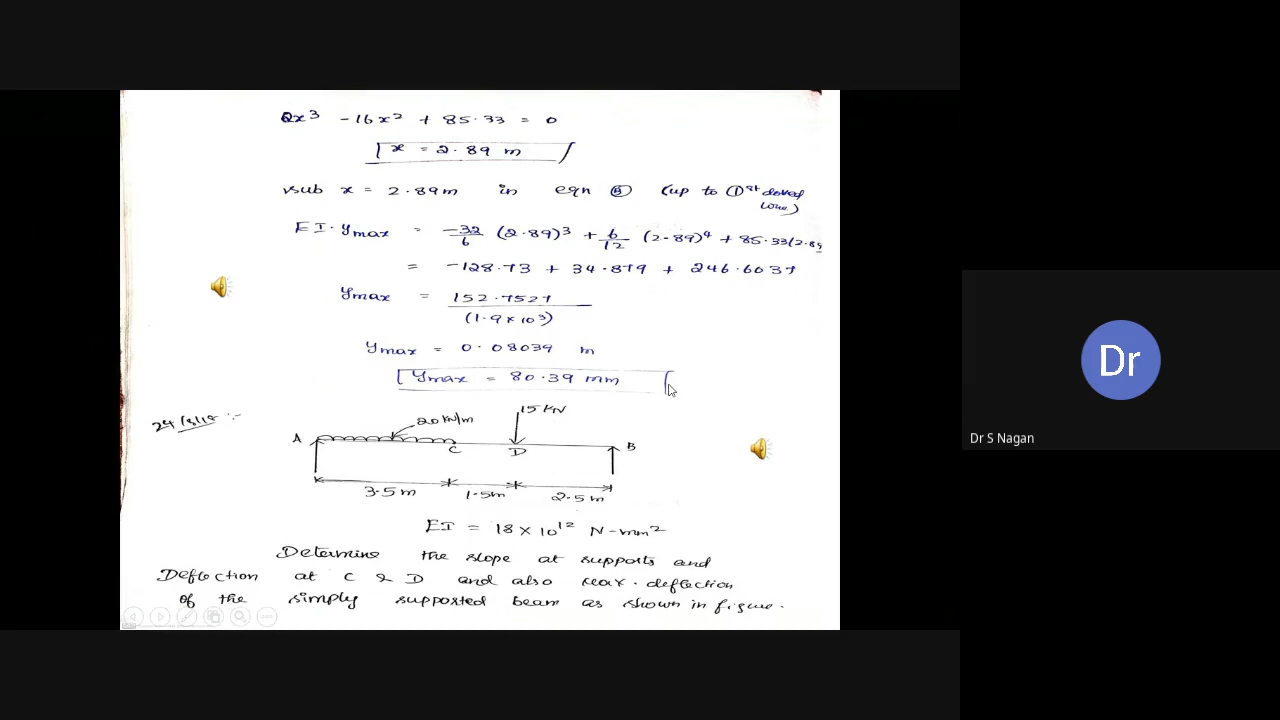 2x³ - 16x² + 85.33 = 0
x = 2.89 m
sub x = 2.89m in eqn ⑤ (up to ①st dotted
line)
EI. ymax = -32/6 (2.89)³ + 6/12 (2.89)⁴ + 85.33(2.89
= -128.73 + 34.879 + 246.6037
ymax = 152.7527 / (1.9 × 10³)
ymax = 0.08039 m
ymax = 80.39 mm
15 KN
20 kN/m
A C D B
3.5 m 1.5m 2.5 m
EI = 18 × 10¹² N-mm²
Determine the slope at supports and
Deflection at C & D and also max. deflection
of the simply supported beam as shown in figure.
Dr
Dr S Nagan